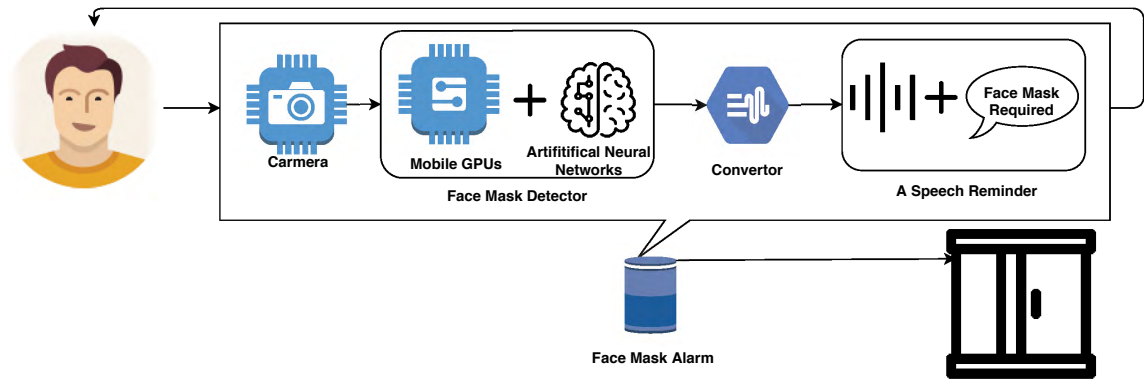 Face Mask
Required
Carmera
Mobile GPUs
Artifitifical Neural
Networks
Convertor
Face Mask Detector
A Speech Reminder
Face Mask Alarm